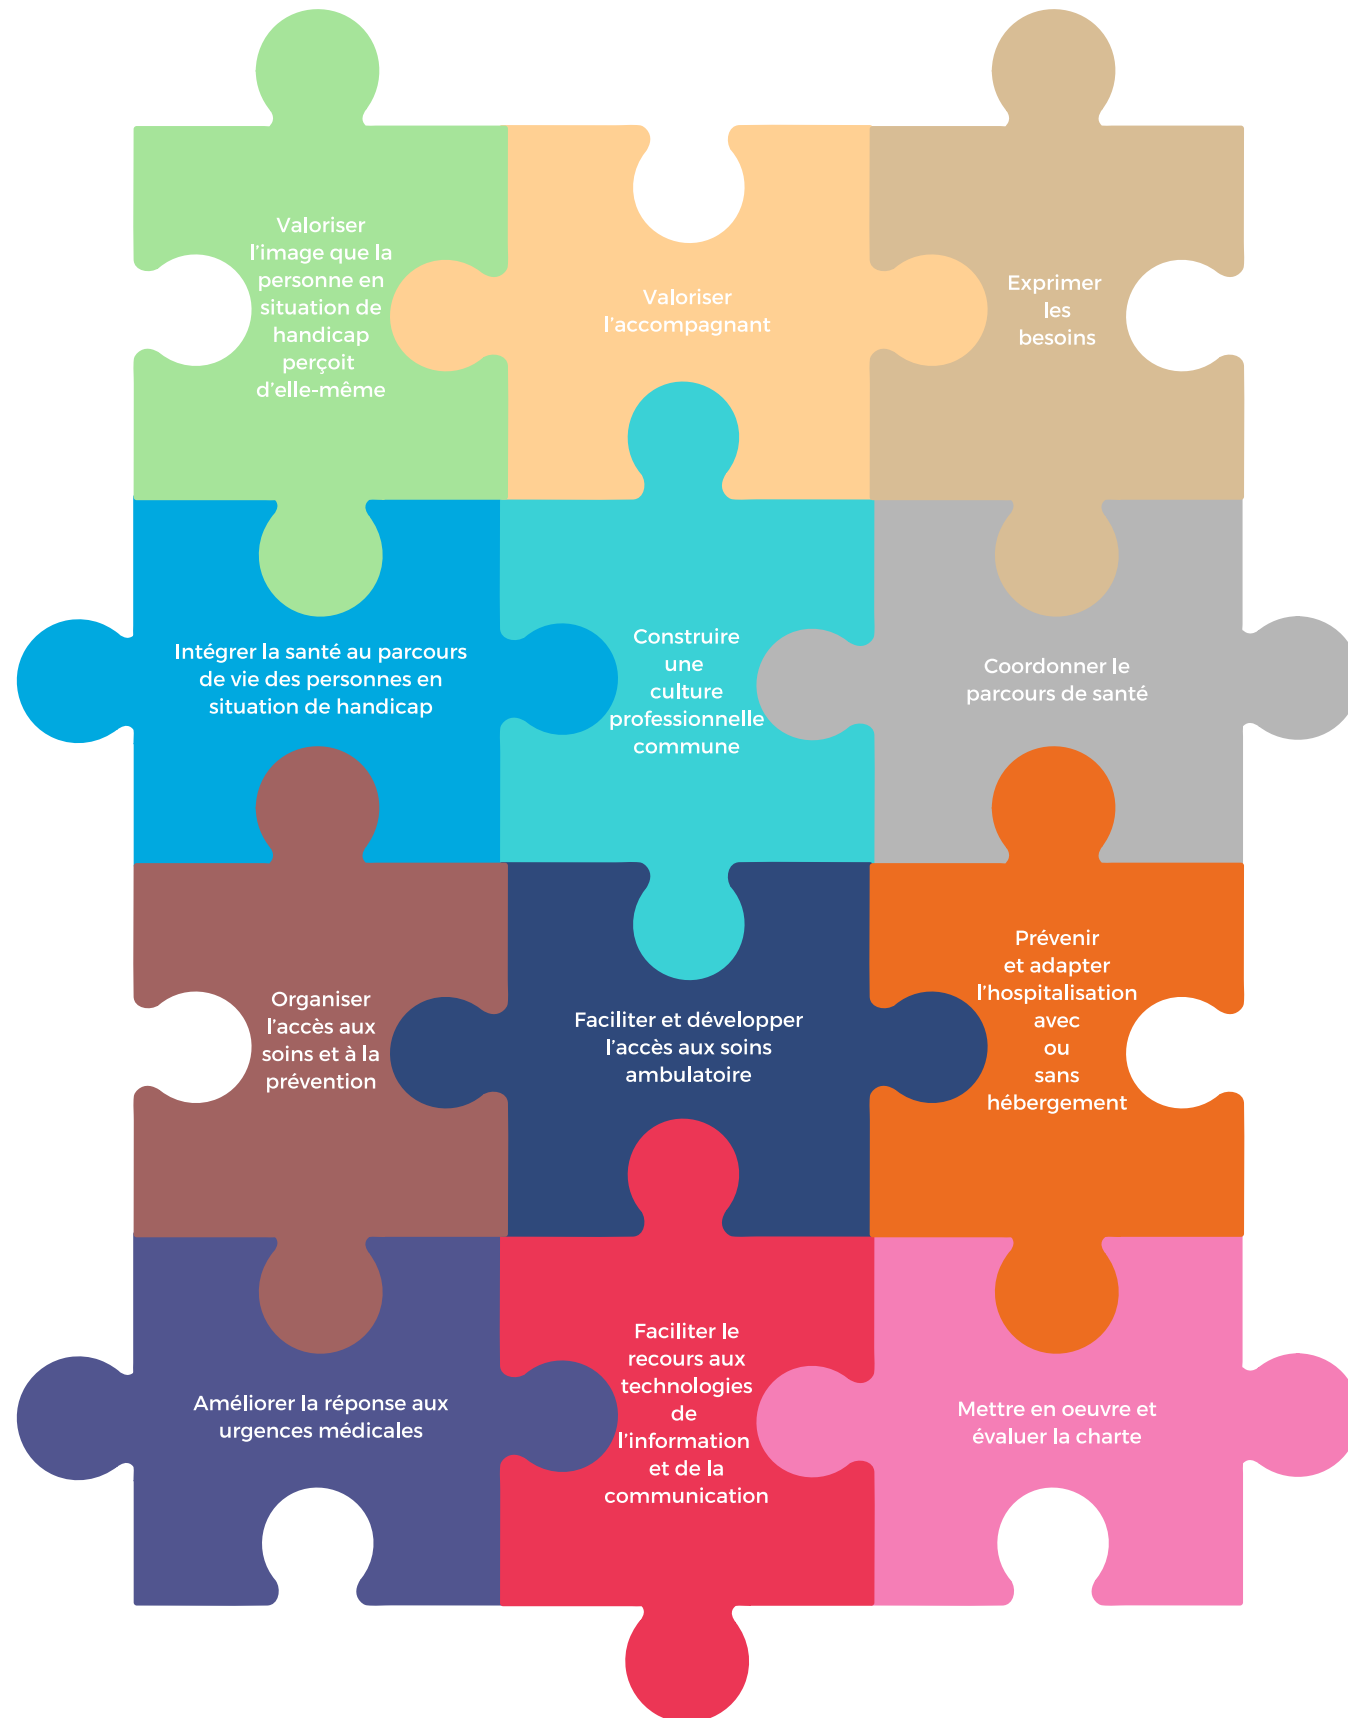 Valoriser
l'image que la
personne en
situation de
handicap
perçoit
d'elle-même
Valoriser
l'accompagnant
Exprimer
les
besoins
Intégrer la santé au parcours
de vie des personnes en
situation de handicap
Construire
une
culture
professionnelle
commune
Coordonner le
parcours de santé
Organiser
l'accès aux
soins et à la
prévention
Faciliter et développer
l'accès aux soins
ambulatoire
Prévenir
et adapter
l'hospitalisation
avec
ou
sans
hébergement
Améliorer la réponse aux
urgences médicales
Faciliter le
recours aux
technologies
de
l'information
et de la
communication
Mettre en oeuvre et
évaluer la charte